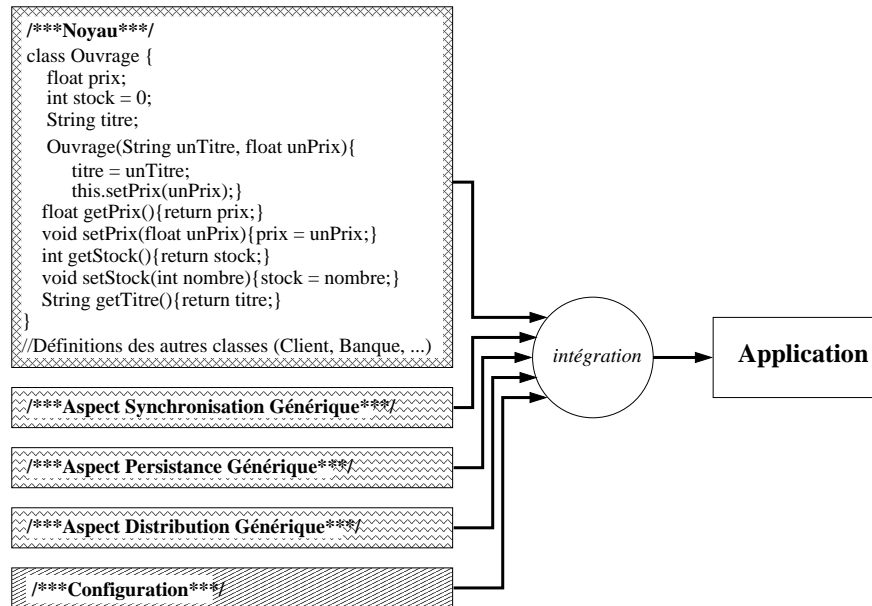 /***Noyau***/
class Ouvrage {
float prix;
int stock = 0;
String titre;
Ouvrage(String unTitre, float unPrix){
titre = unTitre;
this.setPrix(unPrix);}
float getPrix(){return prix;}
void setPrix(float unPrix){prix = unPrix;}
int getStock(){return stock;}
void setStock(int nombre){stock = nombre;}
String getTitre(){return titre;}
}
//Définitions des autres classes (Client, Banque, ...)
/***Aspect Synchronisation Générique***/
/***Aspect Persistance Générique***/
/***Aspect Distribution Générique***/
/***Configuration***/
intégration
Application